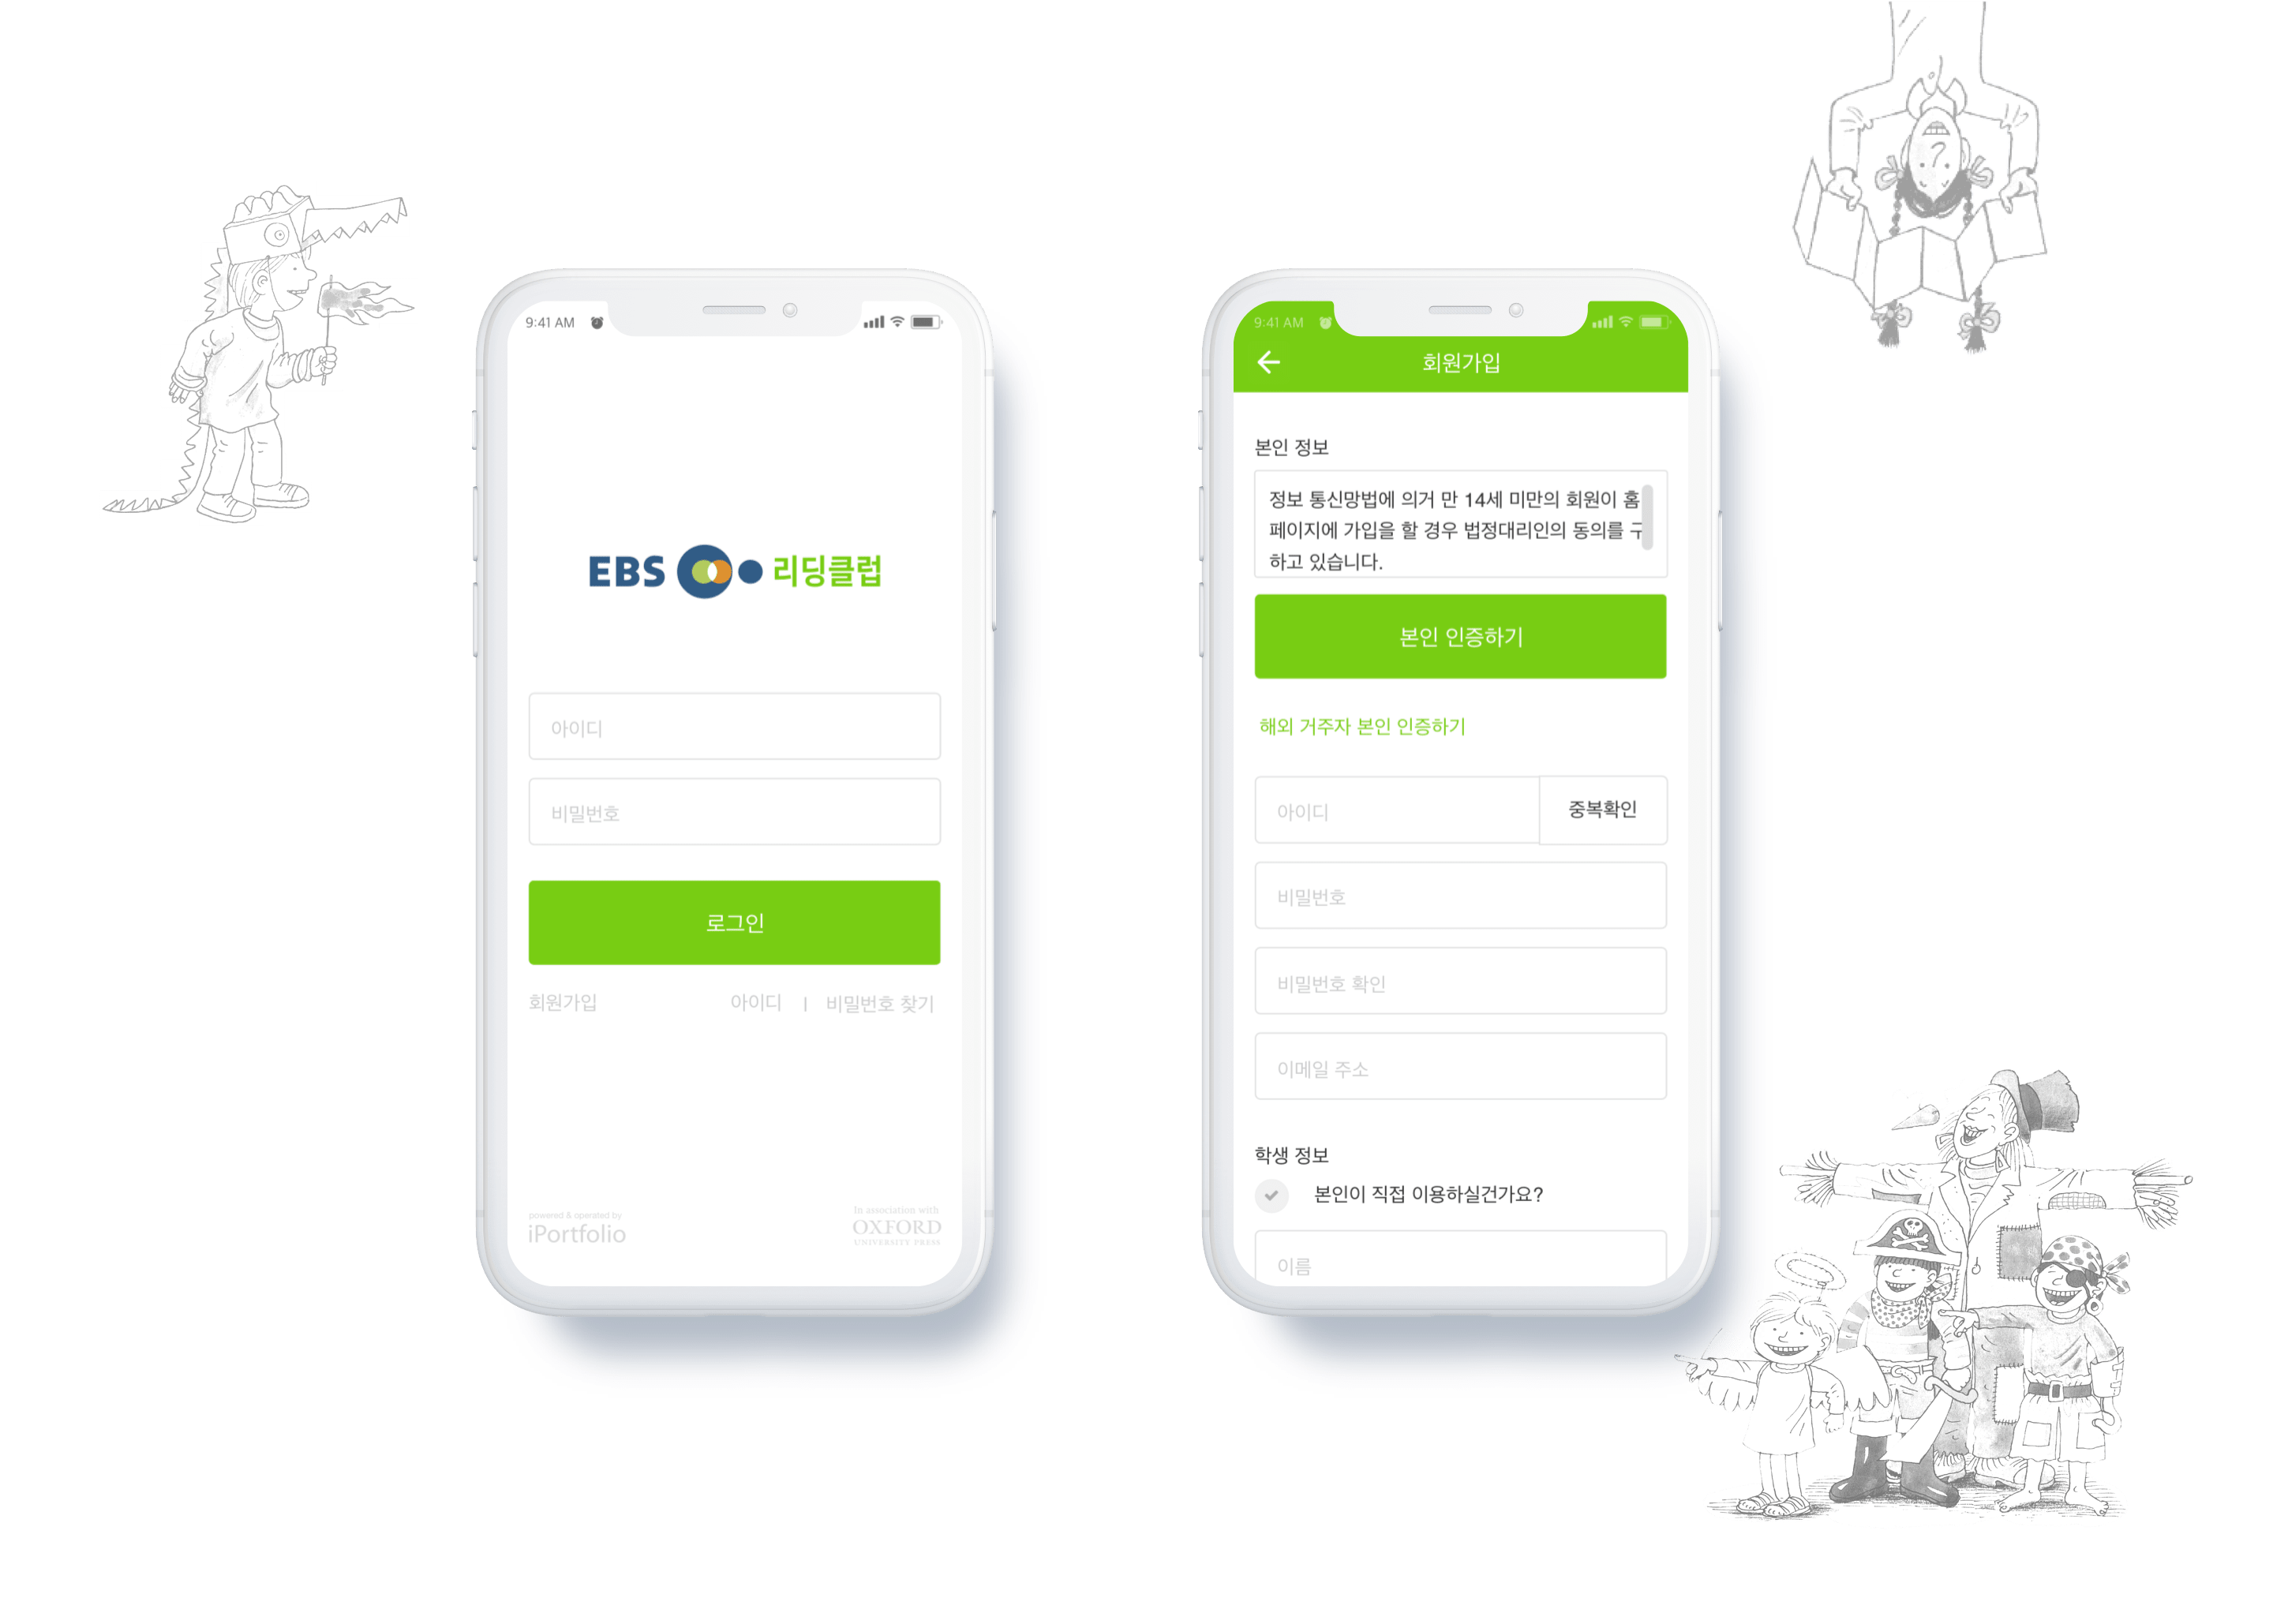 9:41 AM
EBS 리딩클럽
아이디
비밀번호
로그인
회원가입 아이디 | 비밀번호 찾기
powered & operated by
iPortfolio
In association with
OXFORD
UNIVERSITY PRESS
9:41 AM
회원가입
본인 정보
정보 통신망법에 의거 만 14세 미만의 회원이 홈
페이지에 가입을 할 경우 법정대리인의 동의를 구
하고 있습니다.
본인 인증하기
해외 거주자 본인 인증하기
아이디 중복확인
비밀번호
비밀번호 확인
이메일 주소
학생 정보
본인이 직접 이용하실건가요?
이름